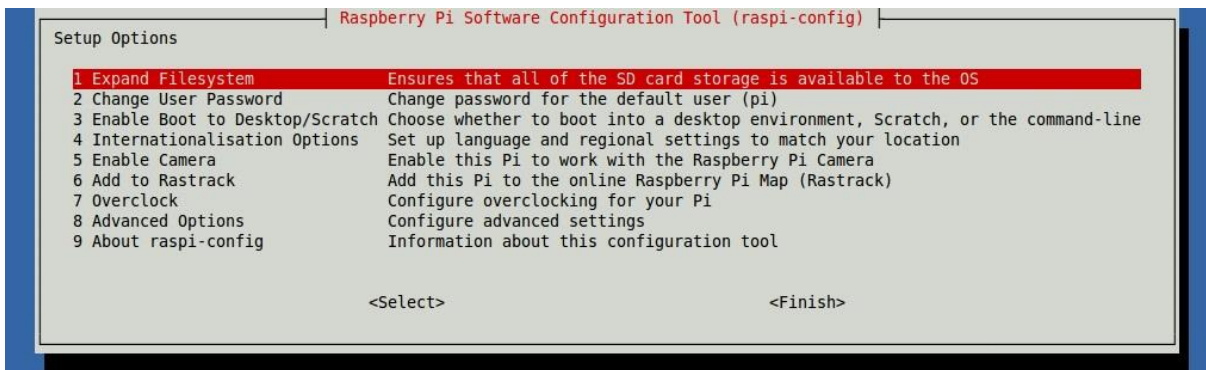 Raspberry Pi Software Configuration Tool (raspi-config)
Setup Options
1 Expand Filesystem Ensures that all of the SD card storage is available to the OS
2 Change User Password Change password for the default user (pi)
3 Enable Boot to Desktop/Scratch Choose whether to boot into a desktop environment, Scratch, or the command-line
4 Internationalisation Options Set up language and regional settings to match your location
5 Enable Camera Enable this Pi to work with the Raspberry Pi Camera
6 Add to Rastrack Add this Pi to the online Raspberry Pi Map (Rastrack)
7 Overclock Configure overclocking for your Pi
8 Advanced Options Configure advanced settings
9 About raspi-config Information about this configuration tool
<Select> <Finish>